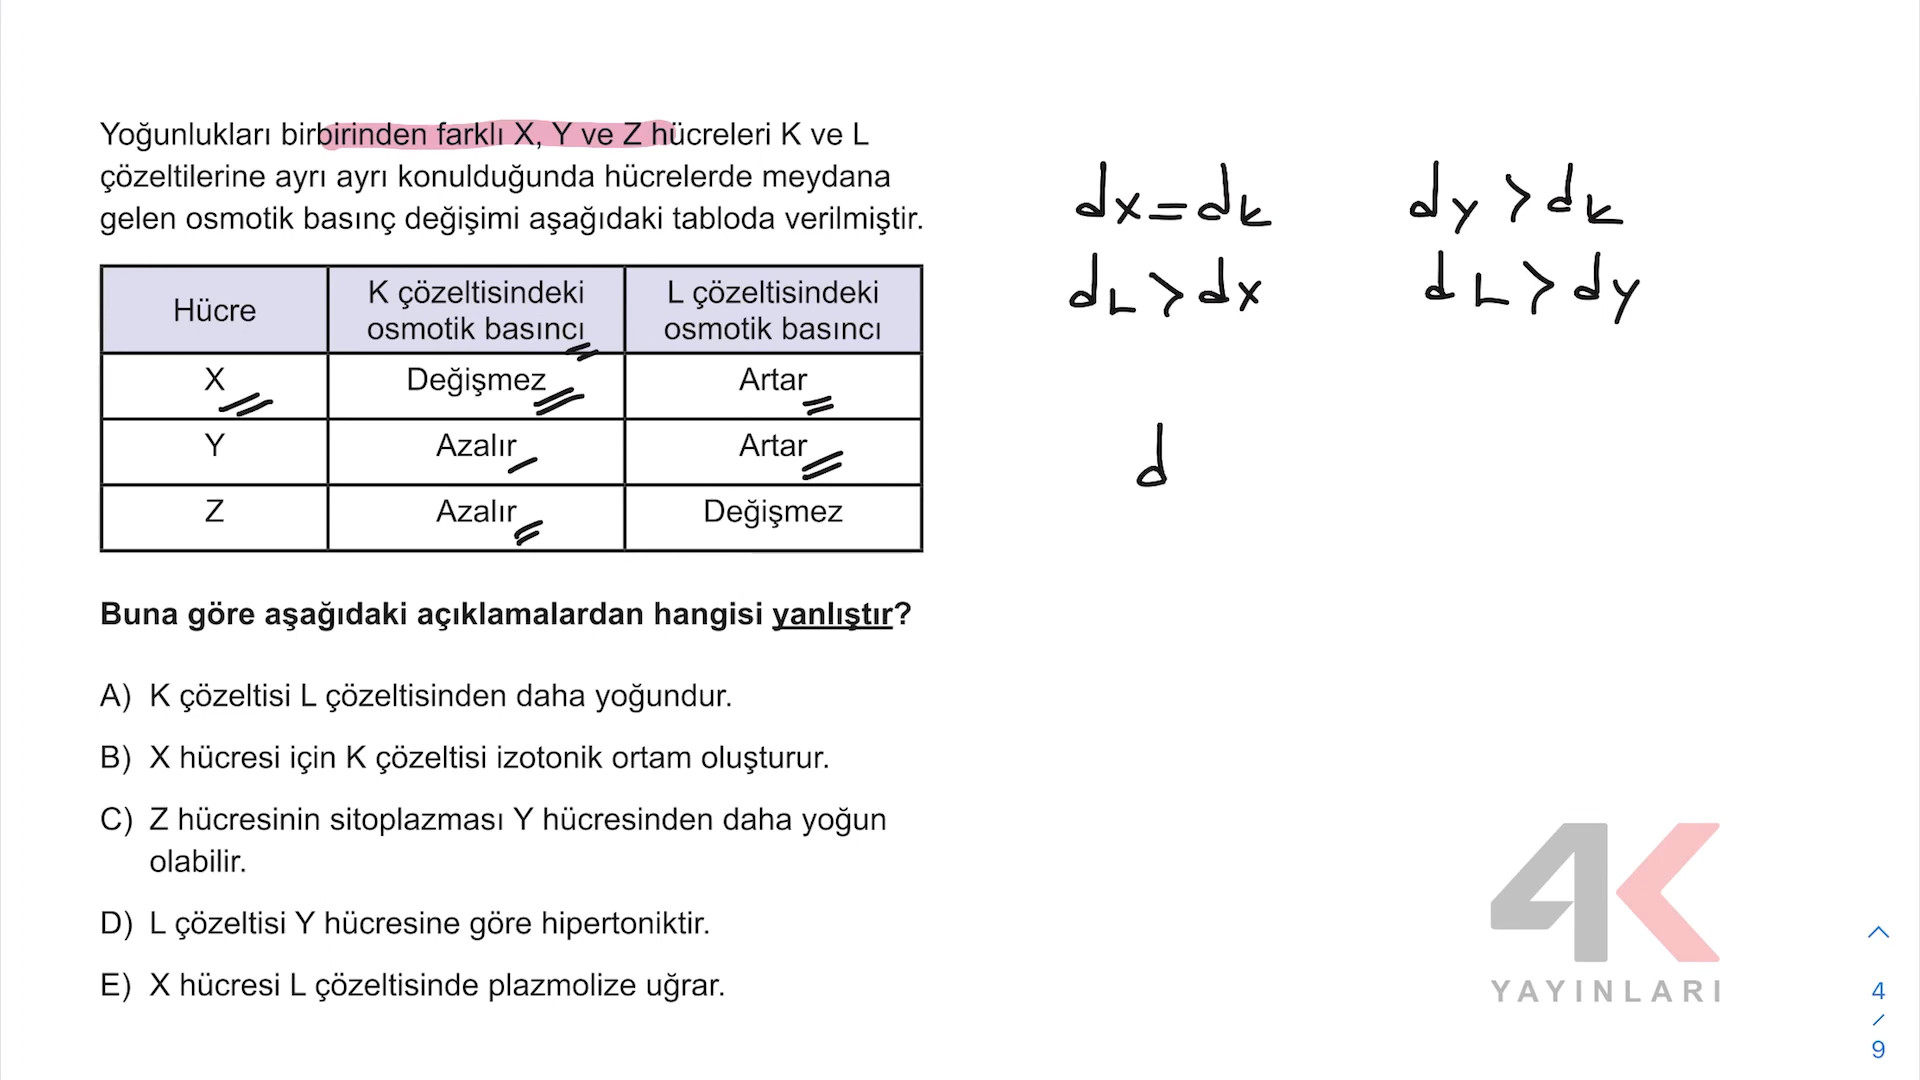 Yoğunlukları birbirinden farklı X, Y ve Z hücreleri K ve L
çözeltilerine ayrı ayrı konulduğunda hücrelerde meydana
gelen osmotik basınç değişimi aşağıdaki tabloda verilmiştir.
Hücre K çözeltisindeki osmotik basıncı L çözeltisindeki osmotik basıncı
X Değişmez Artar
Y Azalır Artar
Z Azalır Değişmez
Buna göre aşağıdaki açıklamalardan hangisi yanlıştır?
A) K çözeltisi L çözeltisinden daha yoğundur.
B) X hücresi için K çözeltisi izotonik ortam oluşturur.
C) Z hücresinin sitoplazması Y hücresinden daha yoğun
olabilir.
D) L çözeltisi Y hücresine göre hipertoniktir.
E) X hücresi L çözeltisinde plazmolize uğrar.
dx=dk
dL>dx
dy>dk
dL>dy
d
4K
YAYINLARI
4
/
9